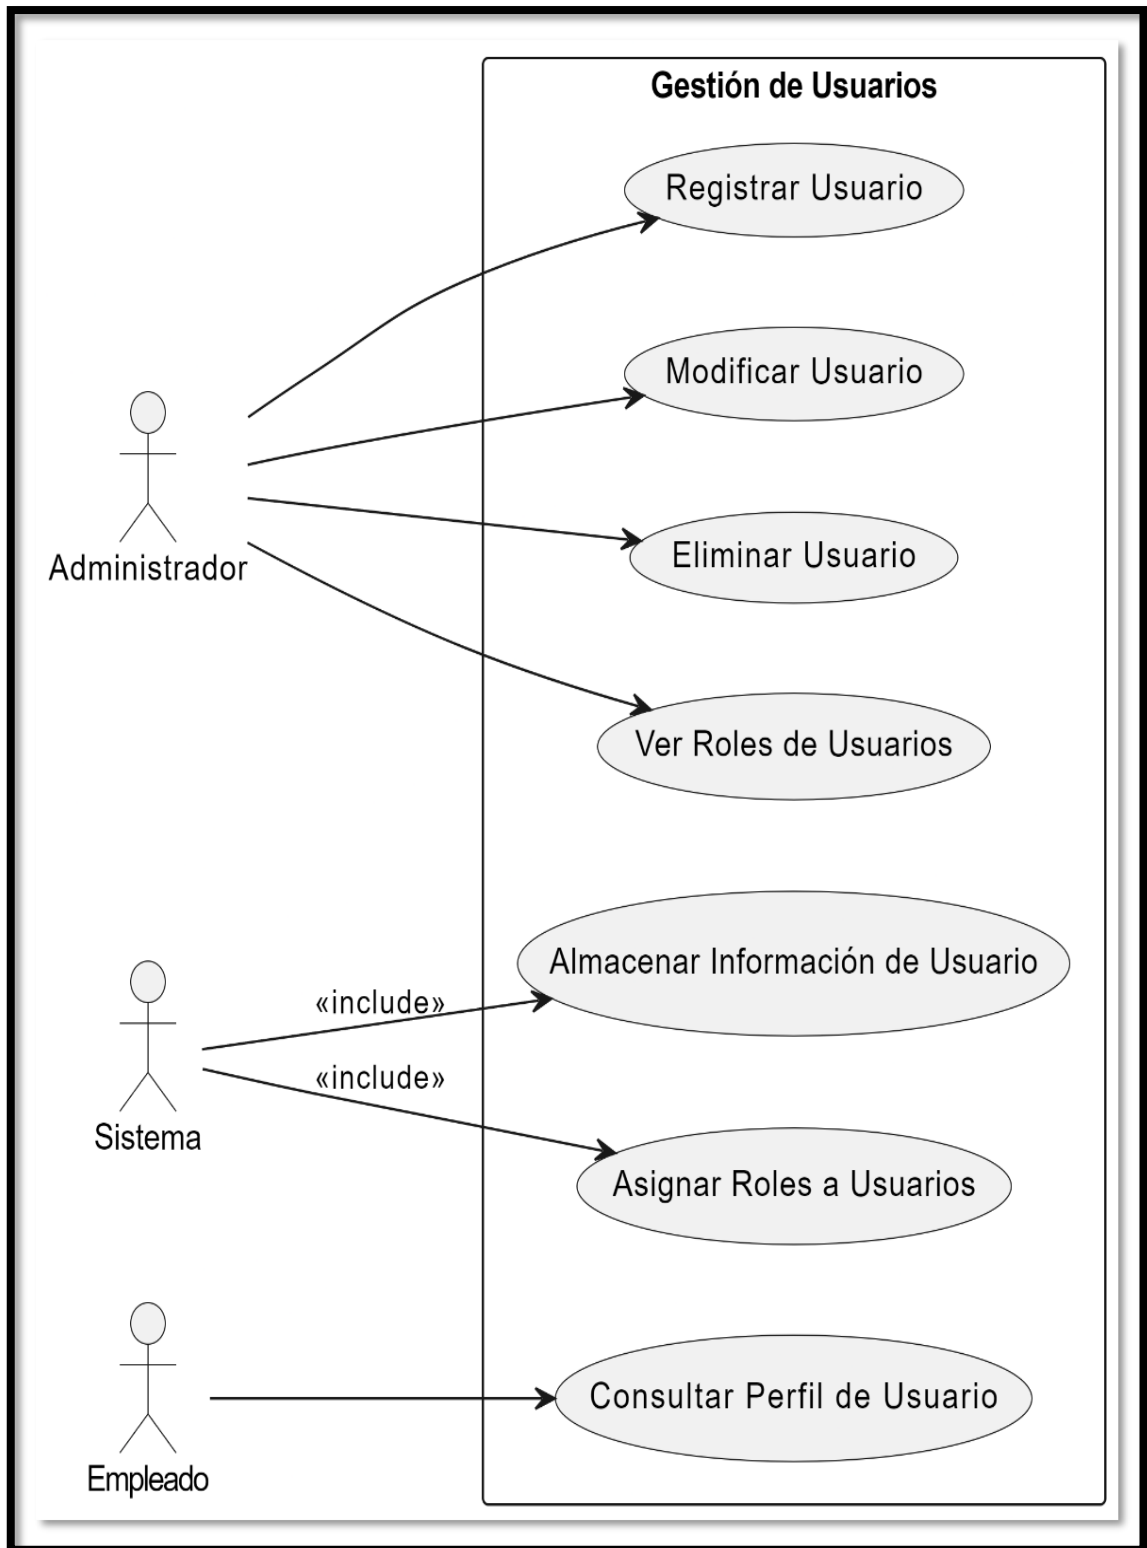 Gestión de Usuarios
Registrar Usuario
Modificar Usuario
Eliminar Usuario
Administrador
Ver Roles de Usuarios
Almacenar Información de Usuario
«include»
«include»
Sistema
Asignar Roles a Usuarios
Consultar Perfil de Usuario
Empleado